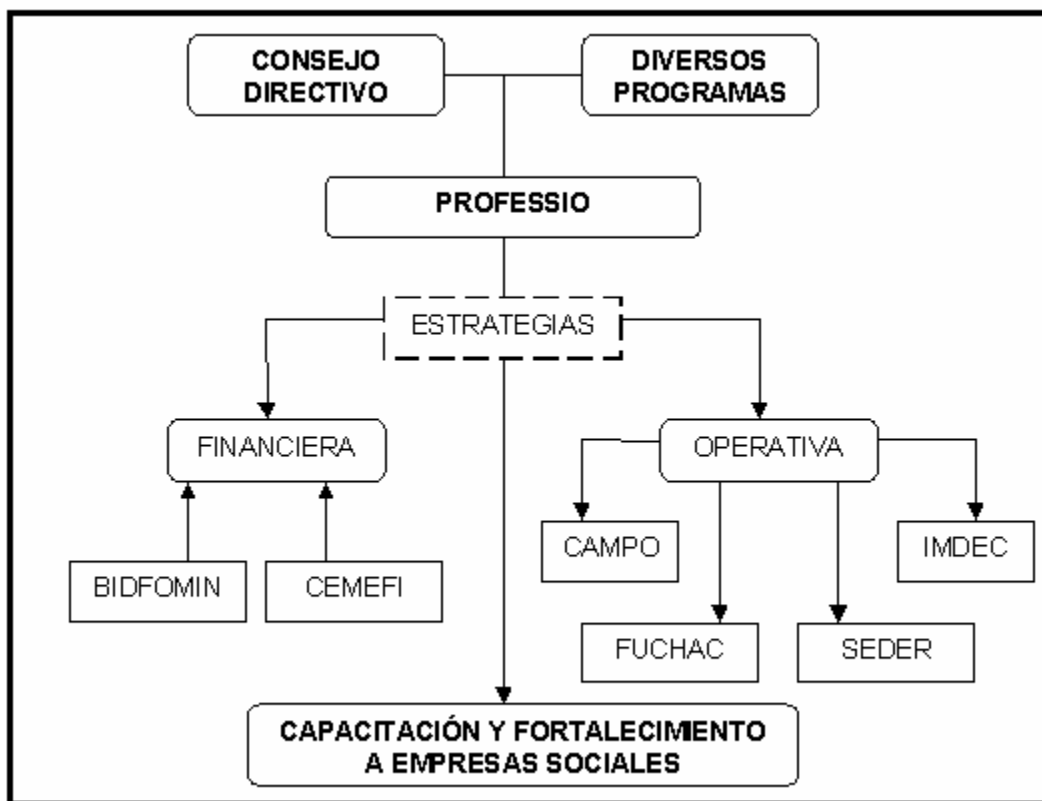 CONSEJO
DIRECTIVO
DIVERSOS
PROGRAMAS
PROFESSIO
ESTRATEGIAS
FINANCIERA
OPERATIVA
BIDFOMIN
CEMEFI
CAMPO
IMDEC
FUCHAC
SEDER
CAPACITACIÓN Y FORTALECIMIENTO
A EMPRESAS SOCIALES